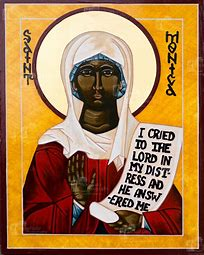 SAINT
MONICA
I CRIED
TO THE
LORD IN
MY DIST-
RESS AND
HE ANSW
-ERED ME